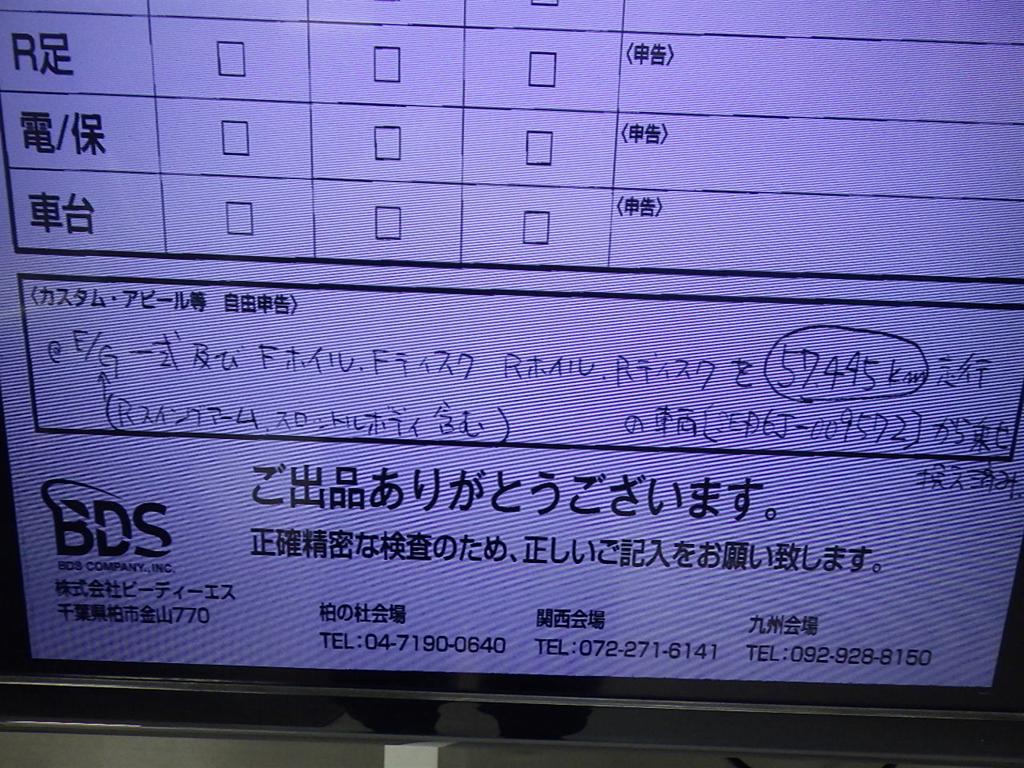 R足 □ □ □ 〈申告〉
電/保 □ □ □ 〈申告〉
車台 □ □ □ 〈申告〉
〈カスタム・アピール等 自由申告〉
@ E/G 一式 及び Fホイル、Fディスク Rホイル、Rディスクを 57.445km 走行
(Rスイングアーム、スロットルボディ含む) の車両
から
換え済み。
BDS
BDS COMPANY., INC.
ご出品ありがとうございます。
正確精密な検査のため、正しいご記入をお願い致します。
株式会社ビーディーエス
千葉県柏市金山770
柏の杜会場 関西会場 九州会場
TEL：04-7190-0640 TEL：072-271-6141 TEL：092-928-8150